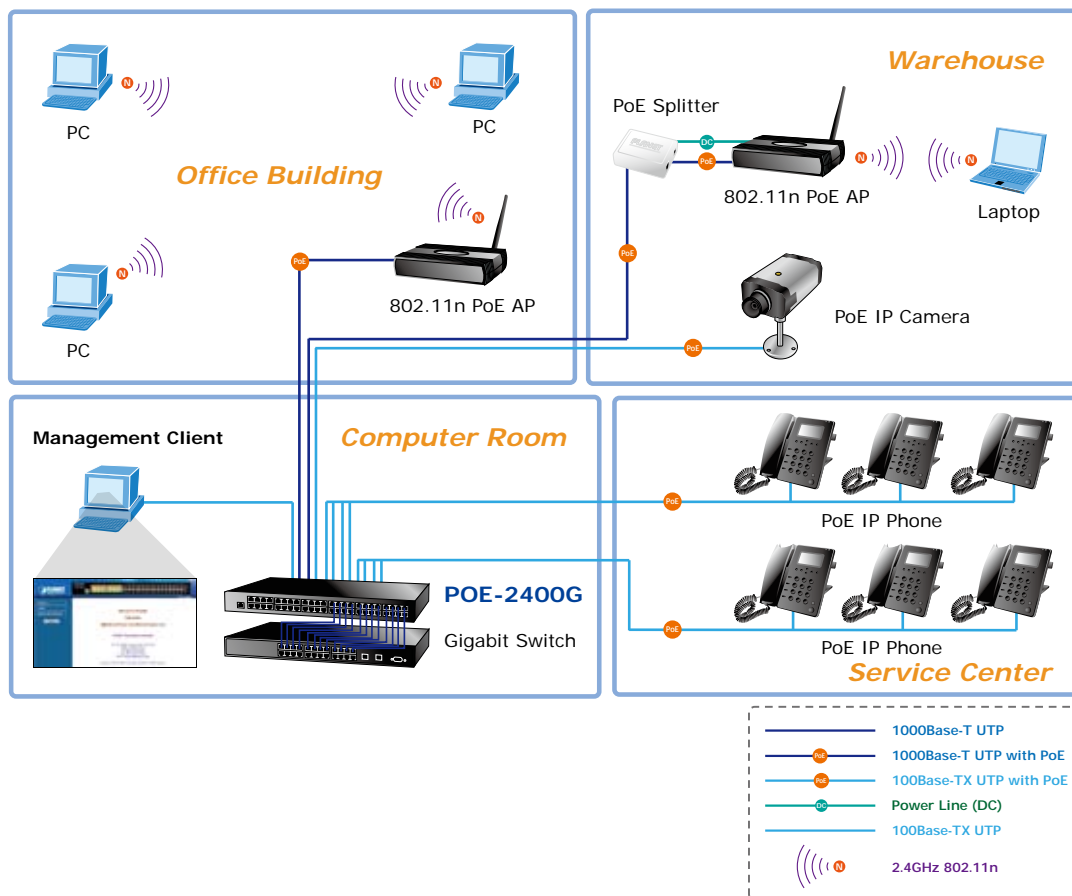 N
PC
N
PC
Office Building
N
N
PC
PoE
802.11n PoE AP
Warehouse
PoE Splitter
PLANET
DC
PoE
N
N
802.11n PoE AP
Laptop
PoE
PoE IP Camera
PoE
Management Client
Computer Room
POE-2400G
Gigabit Switch
PoE
PoE IP Phone
PoE
PoE IP Phone
Service Center
1000Base-T UTP
PoE
1000Base-T UTP with PoE
PoE
100Base-TX UTP with PoE
DC
Power Line (DC)
100Base-TX UTP
N
2.4GHz 802.11n